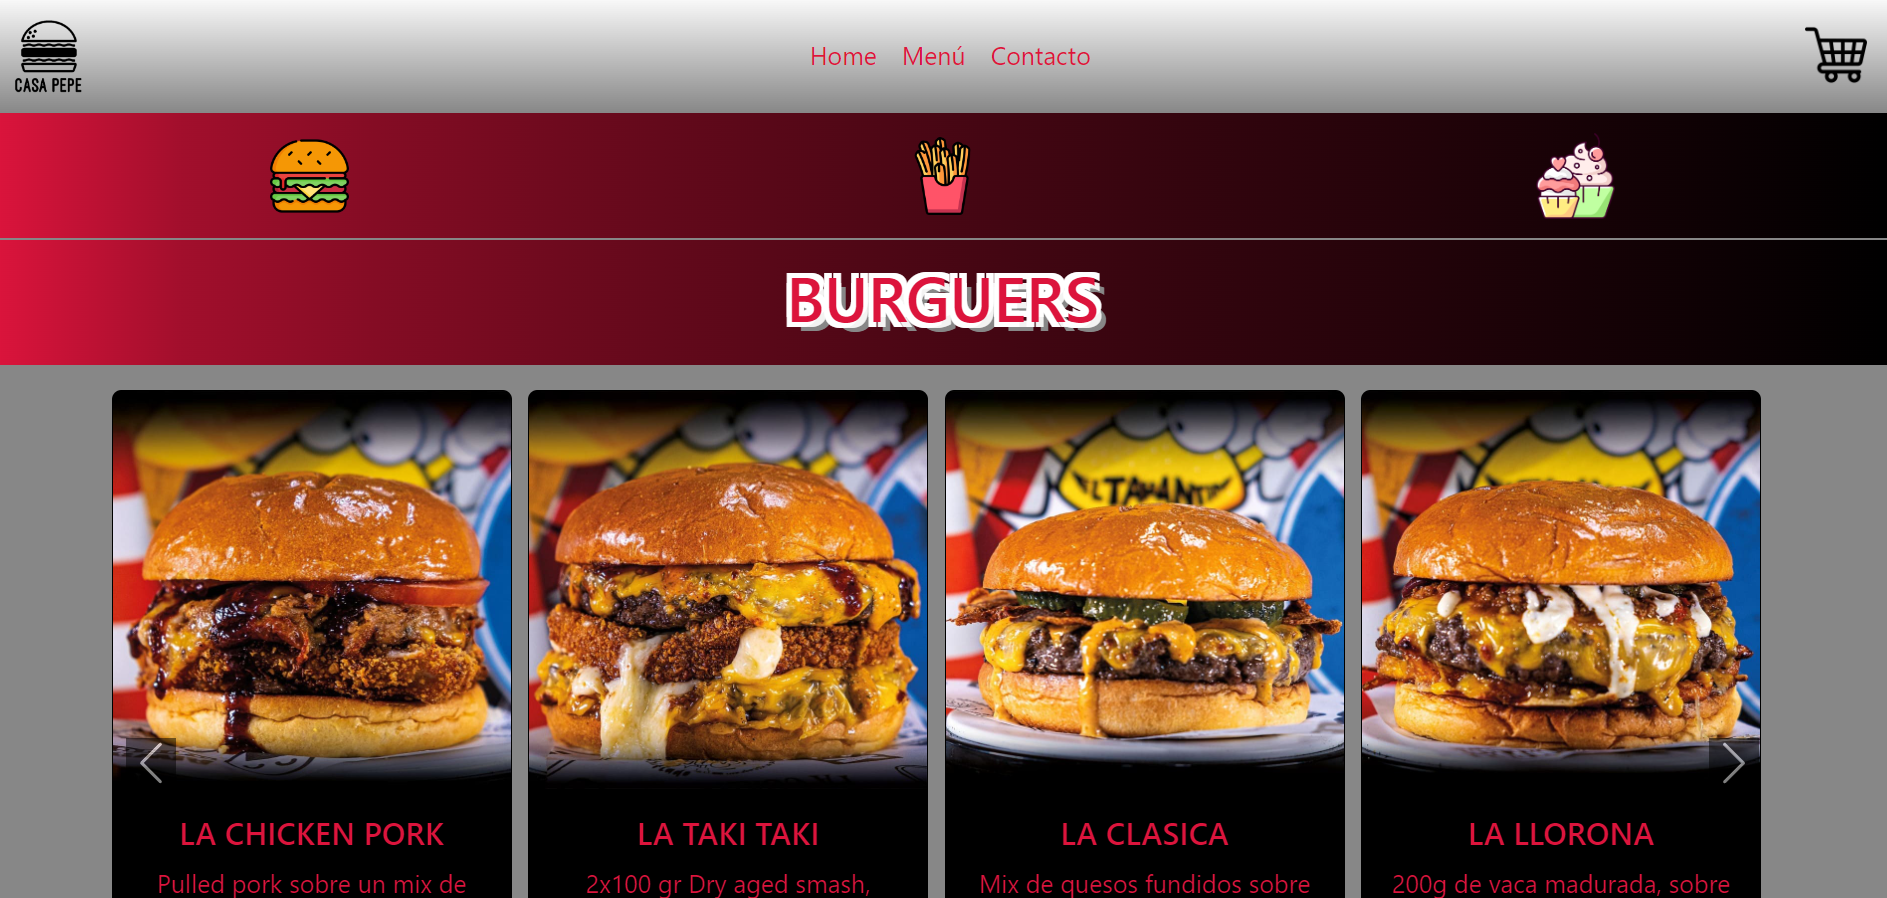 CASA PEPE
Home Menú Contacto
BURGUERS
LA CHICKEN PORK
Pulled pork sobre un mix de
LA TAKI TAKI
2x100 gr Dry aged smash,
LA CLASICA
Mix de quesos fundidos sobre
LA LLORONA
200g de vaca madurada, sobre